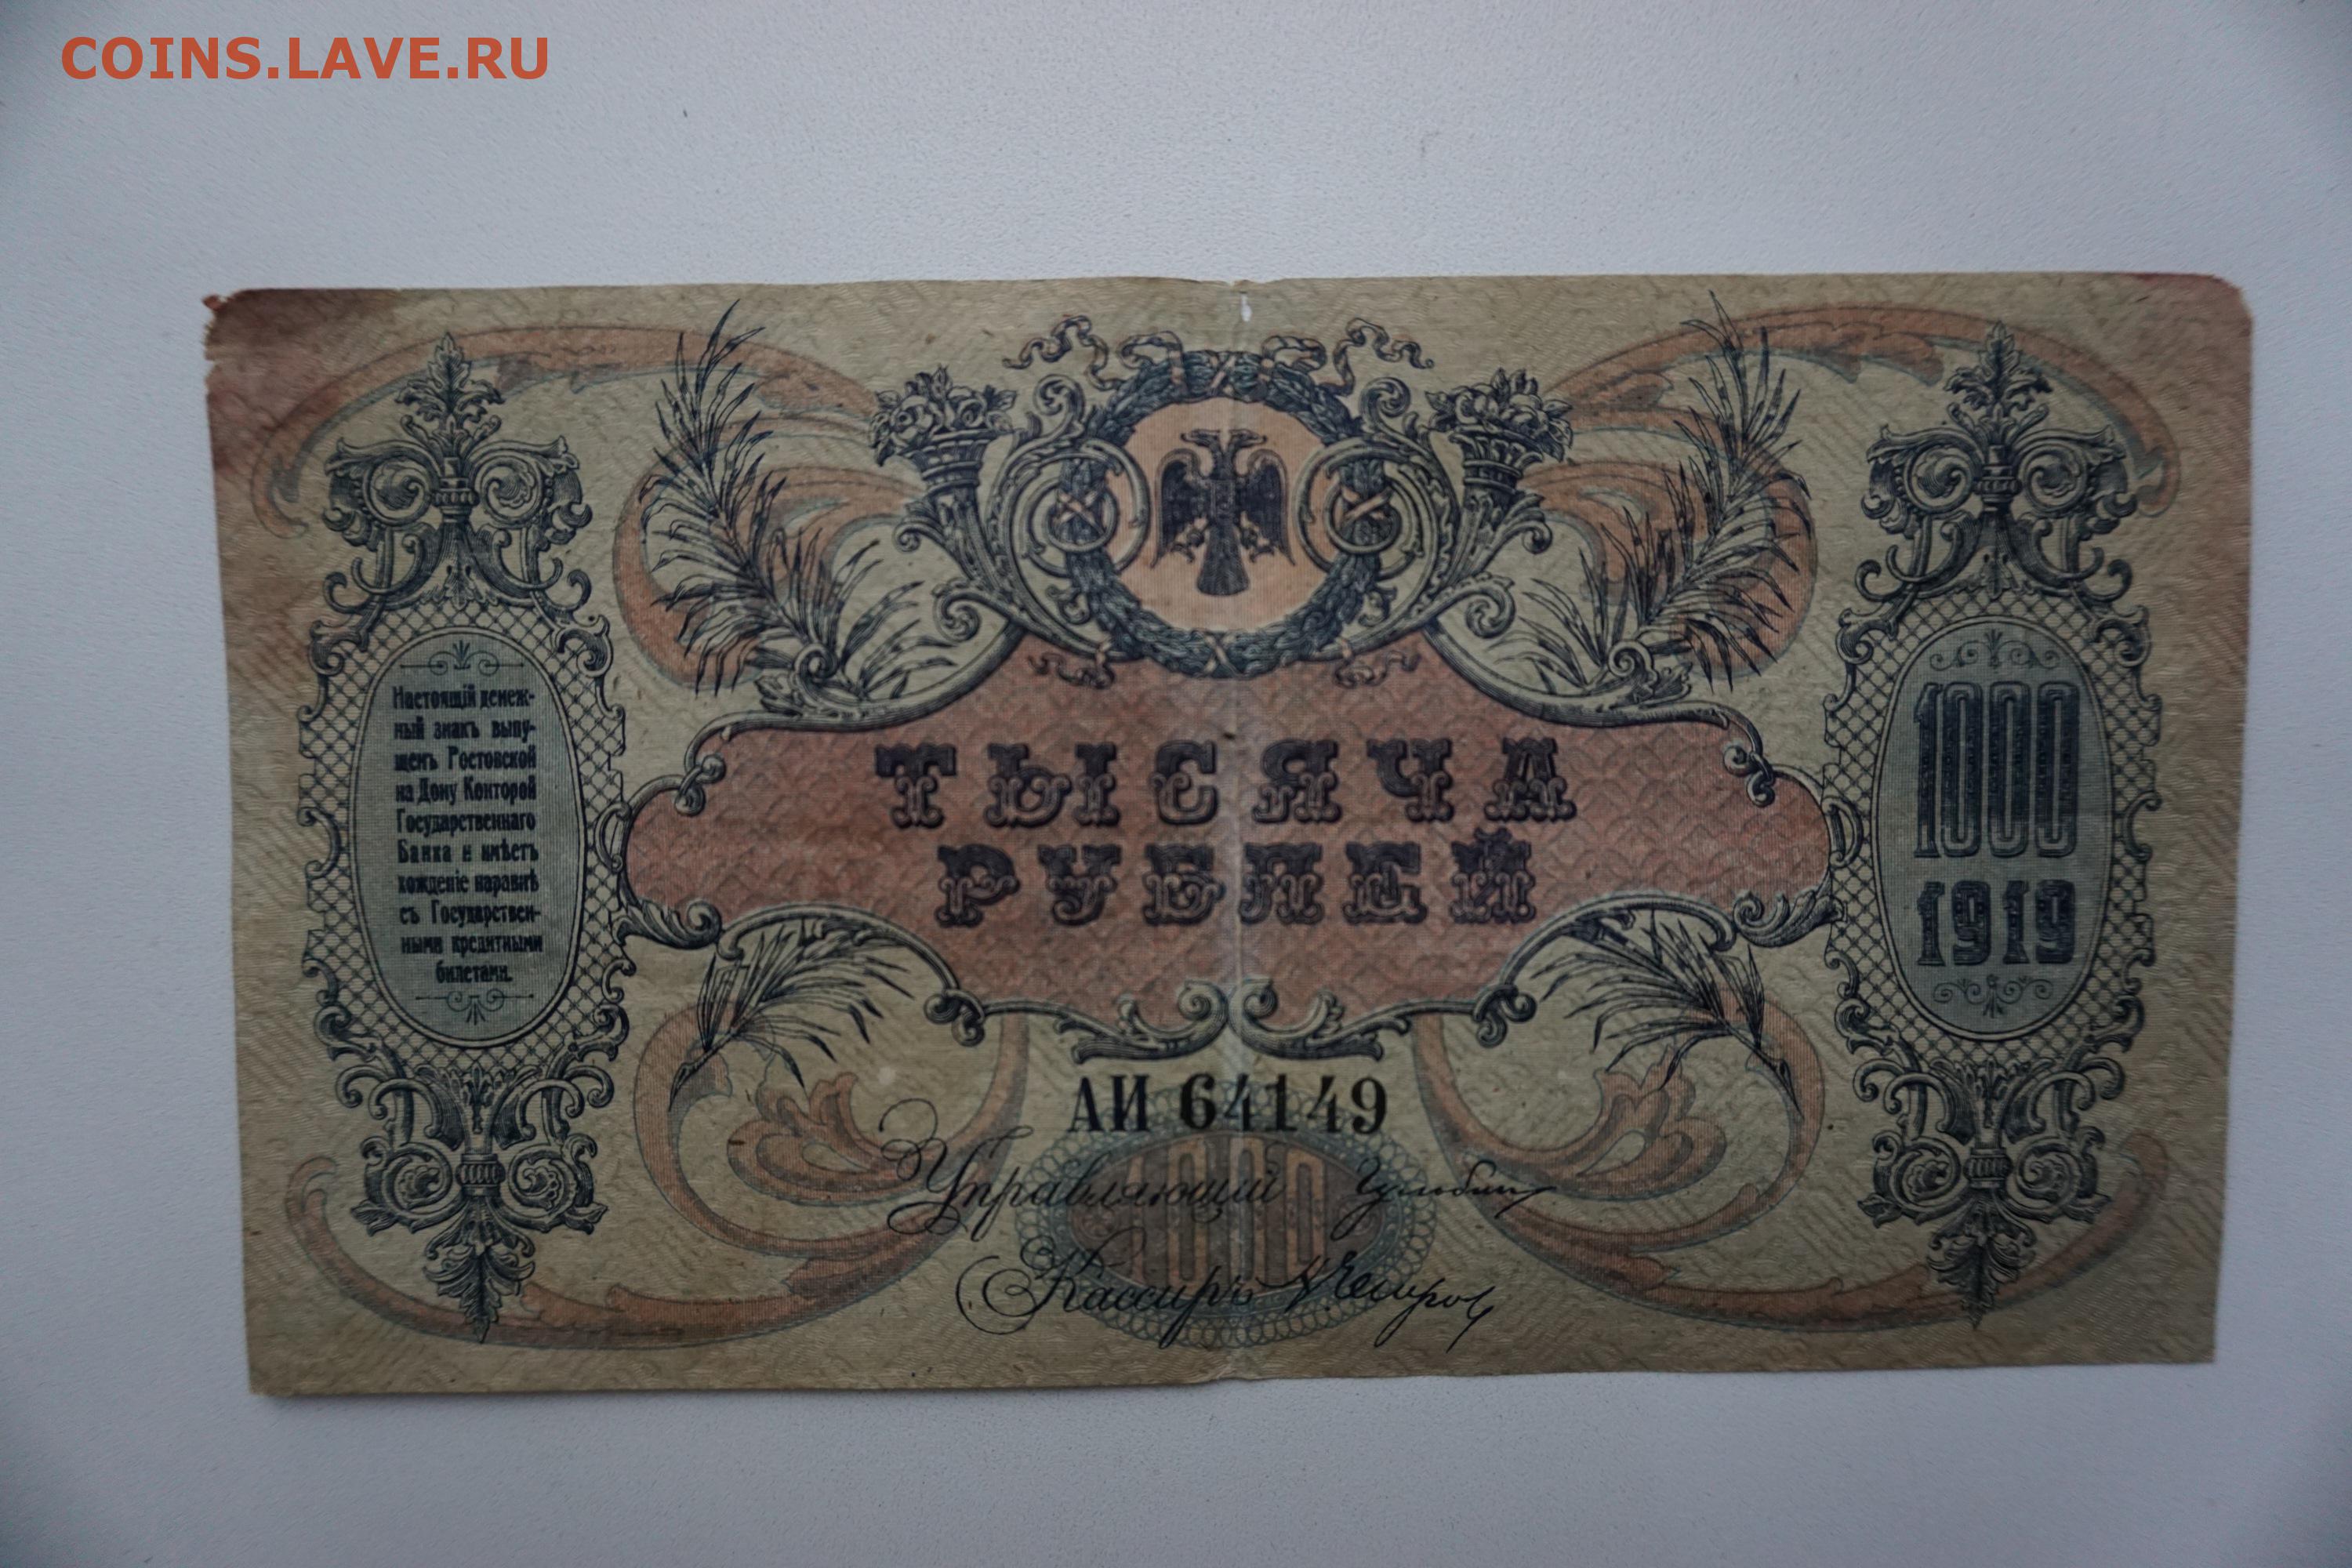 COINS.LAVE.RU
Настоящій денеж-
ный знакъ выпу-
щенъ Ростовской
на Дону Конторой
Государственнаго
Банка и имѣетъ
хожденіе наравнѣ
съ Государствен-
ными кредитными
билетами.
ТЫСЯЧА
РУБЛЕЙ
1000
1919
АИ 64149
1000
Управляющій
Кассиръ